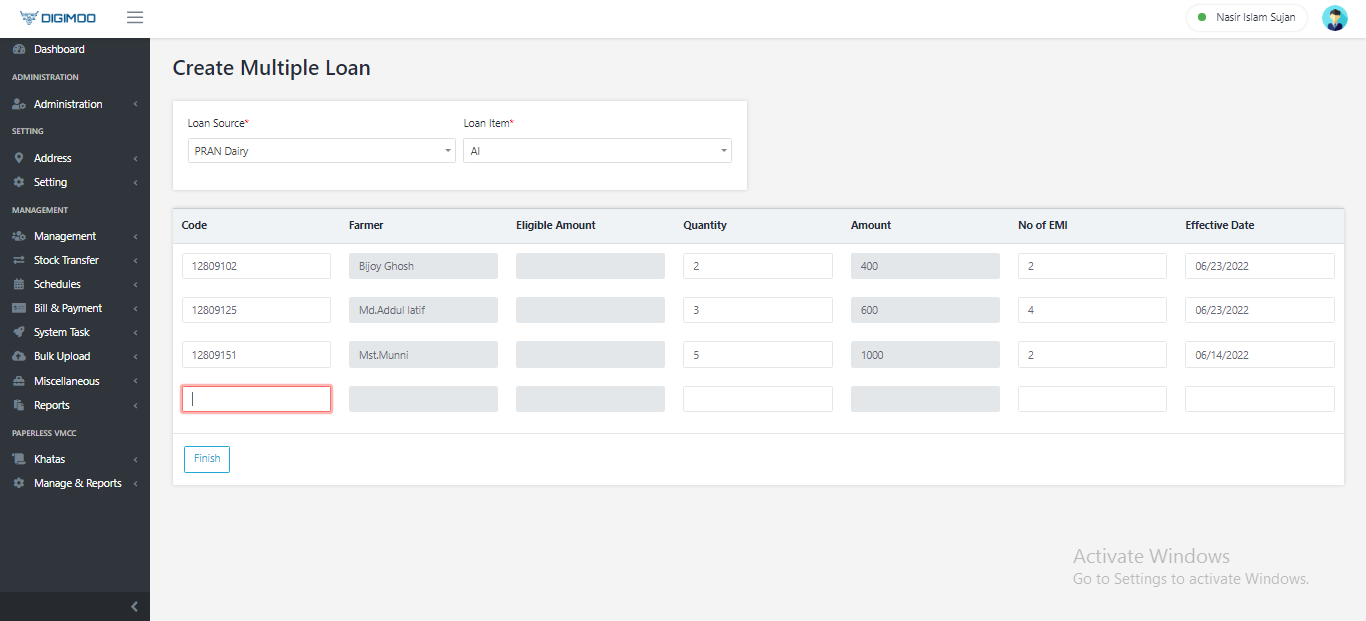 DIGIMOO
Nasir Islam Sujan
Dashboard
ADMINISTRATION
Administration
SETTING
Address
Setting
MANAGEMENT
Management
Stock Transfer
Schedules
Bill & Payment
System Task
Bulk Upload
Miscellaneous
Reports
PAPERLESS VMCC
Khatas
Manage & Reports
Create Multiple Loan
Loan Source* Loan Item*
PRAN Dairy AI
Code Farmer Eligible Amount Quantity Amount No of EMI Effective Date
12809102 Bijoy Ghosh 2 400 2 06/23/2022
12809125 Md.Addul latif 3 600 4 06/23/2022
12809151 Mst.Munni 5 1000 2 06/14/2022
Finish
Activate Windows
Go to Settings to activate Windows.